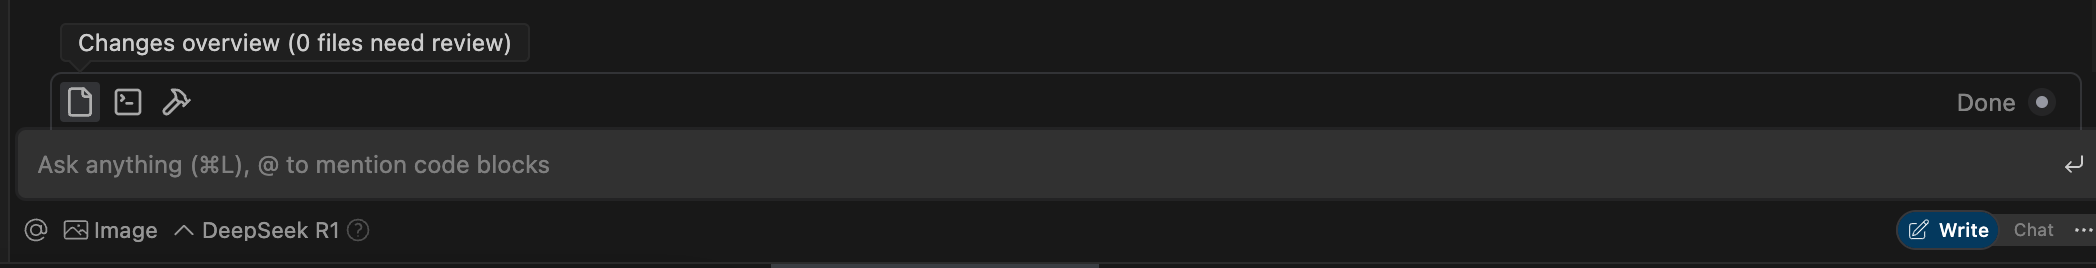 Changes overview (0 files need review)
Done
Ask anything (⌘L), @ to mention code blocks
@ Image DeepSeek R1 ? Write Chat ...